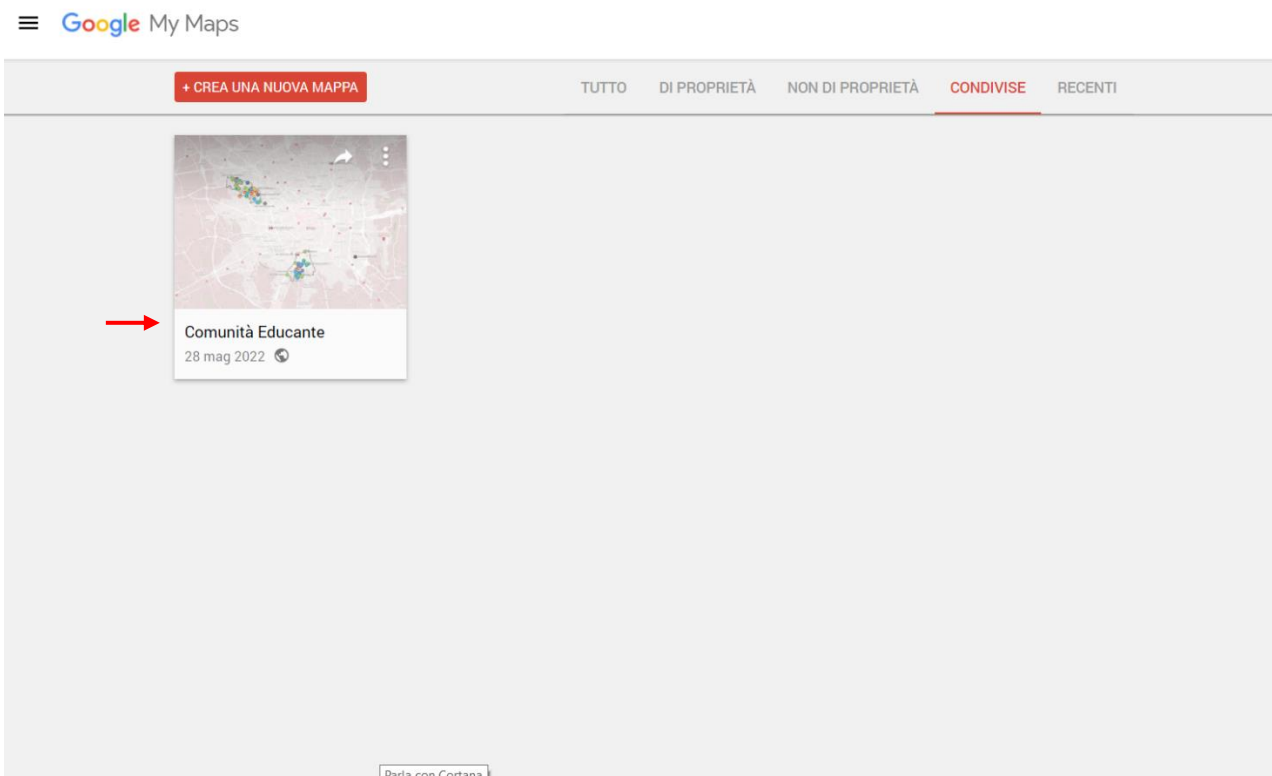 Google My Maps
+ CREA UNA NUOVA MAPPA
TUTTO DI PROPRIETÀ NON DI PROPRIETÀ CONDIVISE RECENTI
Comunità Educante
28 mag 2022
Parla con Cortana